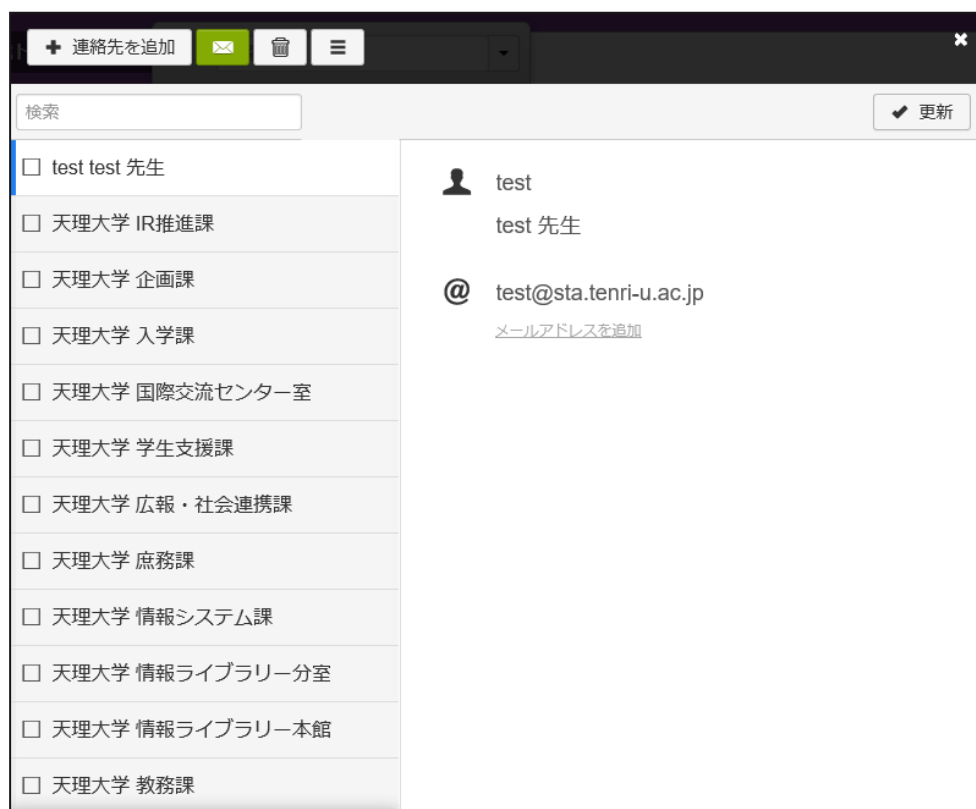 連絡先を追加
検索
更新
test test 先生
天理大学 IR推進課
天理大学 企画課
天理大学 入学課
天理大学 国際交流センター室
天理大学 学生支援課
天理大学 広報・社会連携課
天理大学 庶務課
天理大学 情報システム課
天理大学 情報ライブラリー分室
天理大学 情報ライブラリー本館
天理大学 教務課
test
test 先生
test@sta.tenri-u.ac.jp
メールアドレスを追加